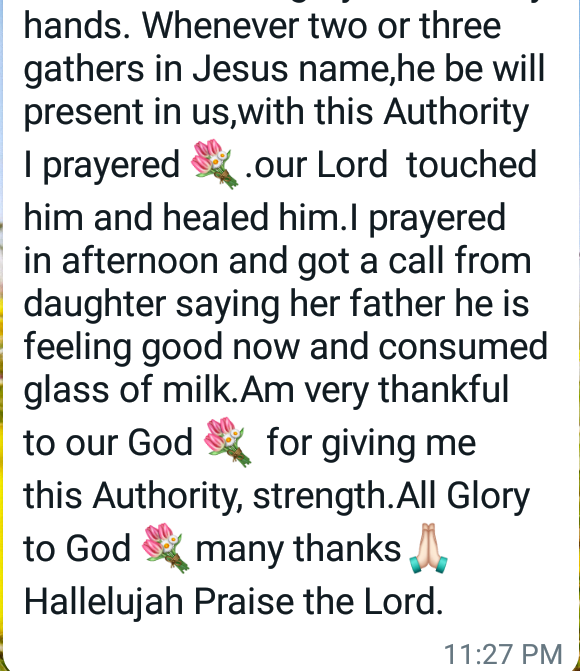 hands. Whenever two or three
gathers in Jesus name,he be will
present in us,with this Authority
I prayered 💐.our Lord  touched
him and healed him.I prayered
in afternoon and got a call from
daughter saying her father he is
feeling good now and consumed
glass of milk.Am very thankful
to our God 💐 for giving me
this Authority, strength.All Glory
to God 💐 many thanks🙏🏻
Hallelujah Praise the Lord.
11:27 PM